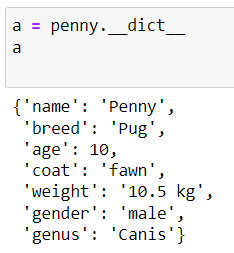 a = penny.__dict__
a
{'name': 'Penny',
 'breed': 'Pug',
 'age': 10,
 'coat': 'fawn',
 'weight': '10.5 kg',
 'gender': 'male',
 'genus': 'Canis'}